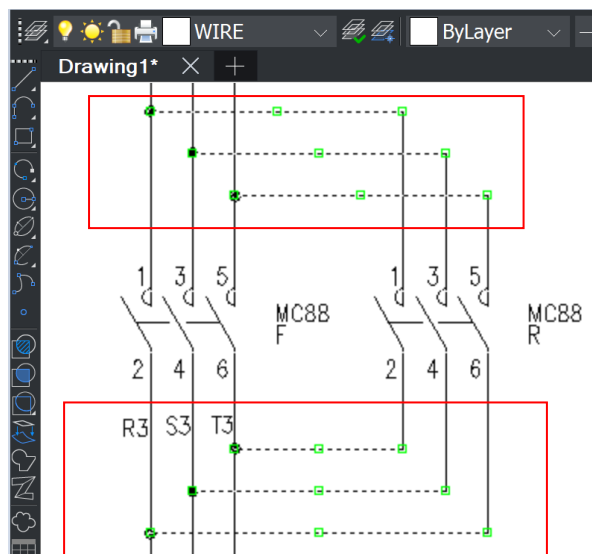 WIRE ByLayer
Drawing1*
1 3 5 1 3 5
MC88 MC88
F R
2 4 6 2 4 6
R3 S3 T3